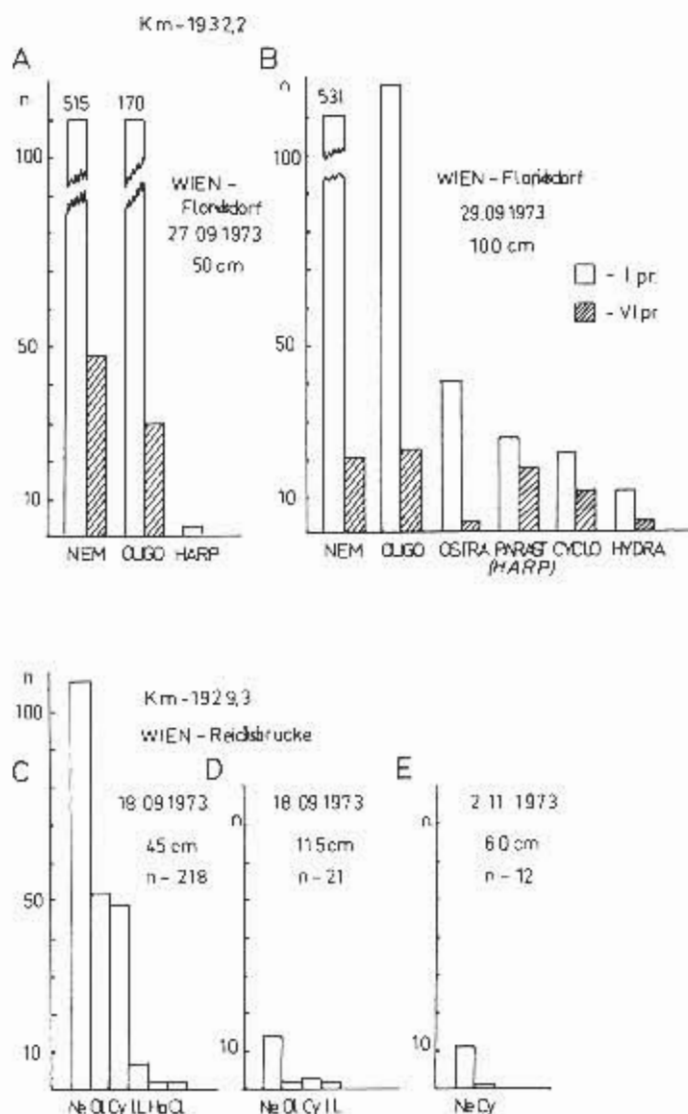 Km-1932,2
A
n
515
170
100
50
10
WIEN-
Florisdorf
27 09 1973
50 cm
NEM OLIGO HARP
B
n
531
100
50
10
WIEN-Florisdorf
29.09 1973
100 cm
- I pr.
- VI pr.
NEM OLIGO OSTRA PARAST CYCLO HYDRA
(HARP)
Km-1929,3
WIEN-Reichsbrucke
C
n
100
50
10
18 09 1973
45 cm
n-218
Ne Ol Cy I.L Ha Cl
D
n
10
18 09 1973
115 cm
n-21
Ne Ol Cy I L
E
n
10
2 11 1973
60 cm
n-12
Ne Cy